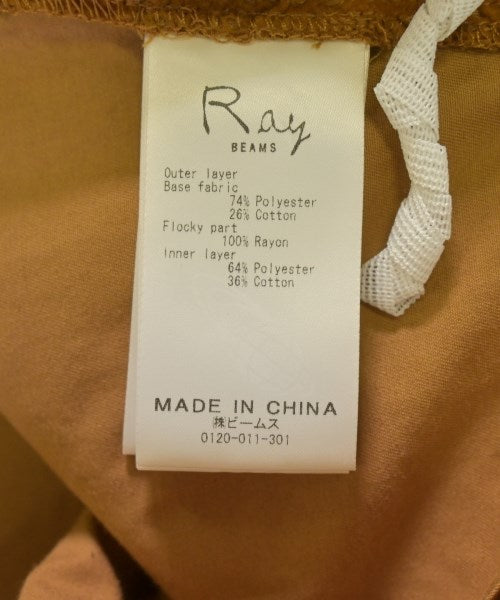 Ray
BEAMS
Outer layer
Base fabric
74% Polyester
26% Cotton
Flocky part
100% Rayon
Inner layer
64% Polyester
36% Cotton
MADE IN CHINA
㈱ビームス
0120-011-301